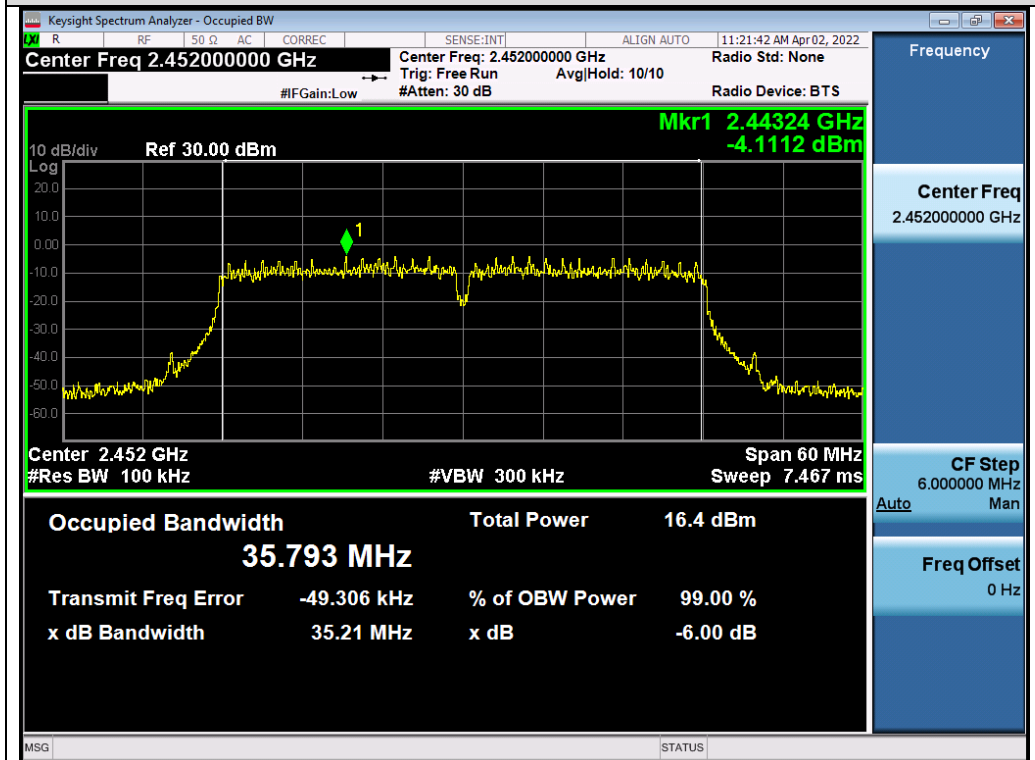 Keysight Spectrum Analyzer - Occupied BW
LXI R RF 50 Ω AC CORREC SENSE:INT ALIGN AUTO 11:21:42 AM Apr 02, 2022
Center Freq 2.452000000 GHz
Center Freq: 2.452000000 GHz
Radio Std: None
Trig: Free Run Avg|Hold: 10/10
#IFGain:Low
#Atten: 30 dB
Radio Device: BTS
Mkr1 2.44324 GHz
-4.1112 dBm
10 dB/div Ref 30.00 dBm
Log
20.0
10.0
0.00
-10.0
-20.0
-30.0
-40.0
-50.0
-60.0
1
Center 2.452 GHz
Span 60 MHz
#Res BW 100 kHz
#VBW 300 kHz
Sweep 7.467 ms
Occupied Bandwidth
Total Power 16.4 dBm
35.793 MHz
Transmit Freq Error -49.306 kHz
% of OBW Power 99.00 %
x dB Bandwidth 35.21 MHz
x dB -6.00 dB
Frequency
Center Freq
2.452000000 GHz
CF Step
6.000000 MHz
Auto Man
Freq Offset
0 Hz
MSG
STATUS